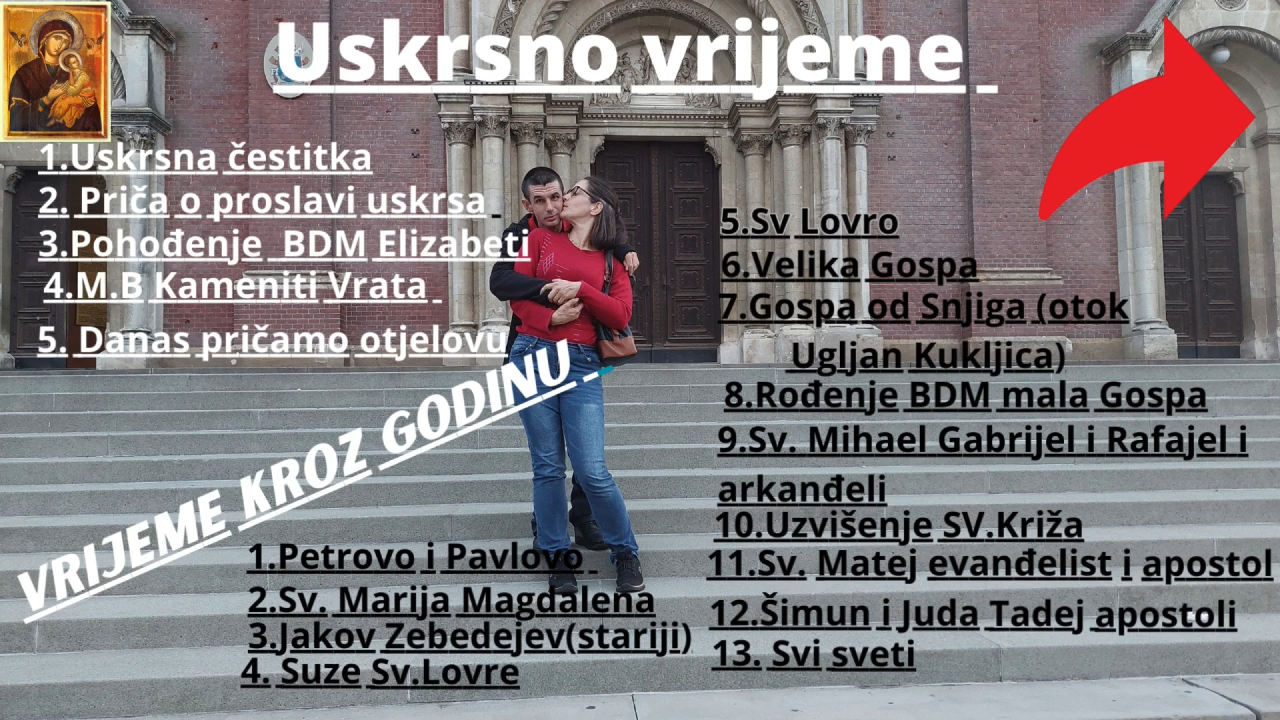 Uskrsno vrijeme
1.Uskrsna čestitka
2. Priča o proslavi uskrsa
3.Pohođenje BDM Elizabeti
4.M.B Kameniti Vrata
5. Danas pričamo otjelovu
VRIJEME KROZ GODINU
1.Petrovo i Pavlovo
2.Sv. Marija Magdalena
3.Jakov Zebedejev(stariji)
4. Suze Sv.Lovre
5.Sv Lovro
6.Velika Gospa
7.Gospa od Snjiga (otok
Ugljan Kukljica)
8.Rođenje BDM mala Gospa
9.Sv. Mihael Gabrijel i Rafajel i
arkanđeli
10.Uzvišenje SV.Križa
11.Sv. Matej evanđelist i apostol
12.Šimun i Juda Tadej apostoli
13. Svi sveti